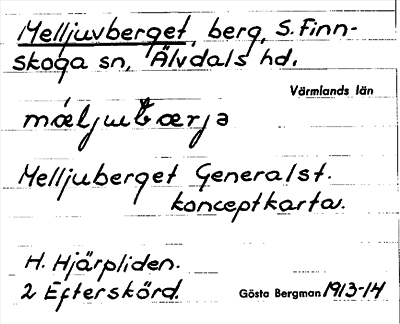 Melljuvberget, berg, S. Finn-
skoga sn, Älvdals hd.
Värmlands län
Melljuberget Generalst.
konceptkarta.
H. Hjärpliden.
2 Efterskörd.
Gösta Bergman 1913-14